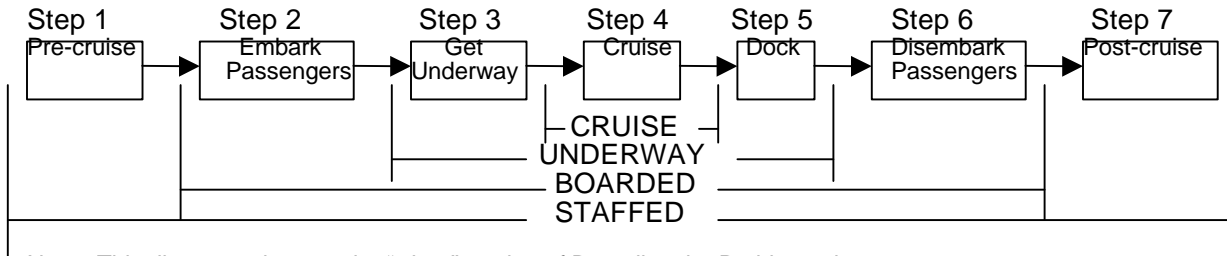 Step 1 Step 2 Step 3 Step 4 Step 5 Step 6 Step 7
Pre-cruise
Embark
Passengers
Get
Underway
Cruise
Dock
Disembark
Passengers
Post-cruise
CRUISE
UNDERWAY
BOARDED
STAFFED